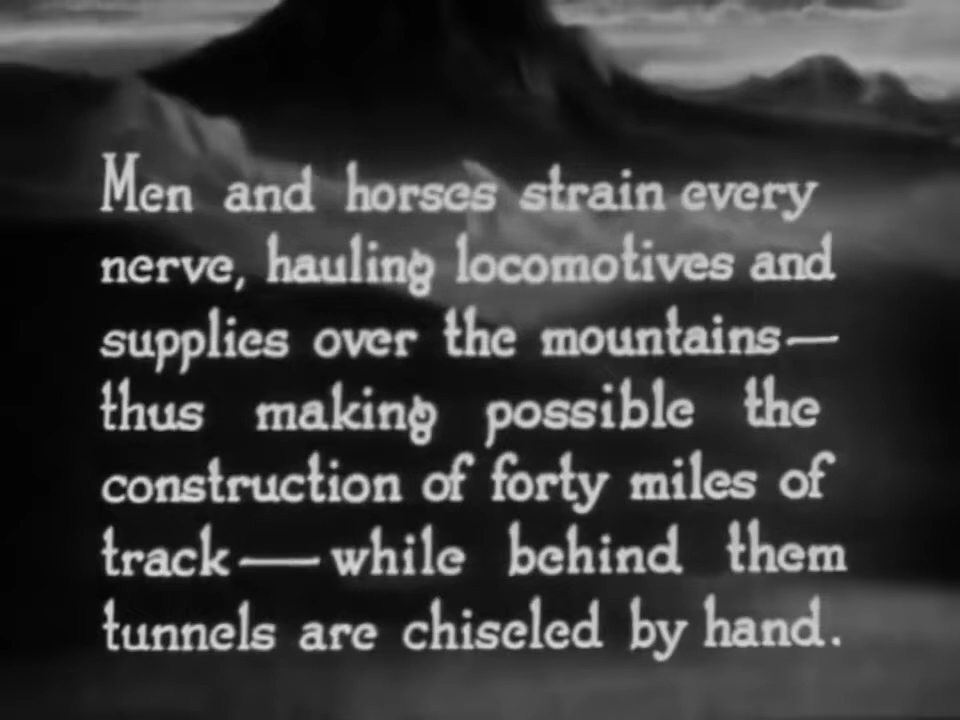 Men and horses strain every
nerve, hauling locomotives and
supplies over the mountains—
thus making possible the
construction of forty miles of
track — while behind them
tunnels are chiseled by hand.